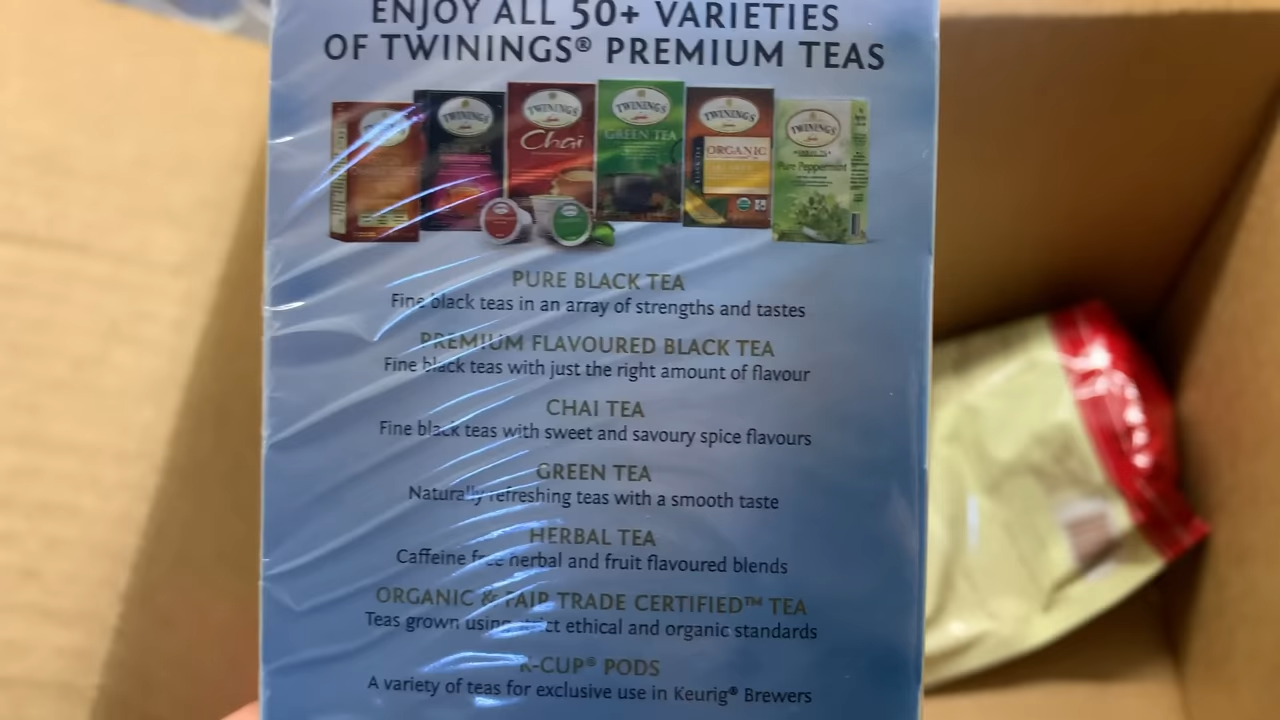 ENJOY ALL 50+ VARIETIES
OF TWININGS® PREMIUM TEAS
TWININGS
TWININGS
Chai
TWININGS
GREEN TEA
TWININGS
ORGANIC
TWININGS
Pure Peppermint
PURE BLACK TEA
Fine black teas in an array of strengths and tastes
PREMIUM FLAVOURED BLACK TEA
Fine black teas with just the right amount of flavour
CHAI TEA
Fine black teas with sweet and savoury spice flavours
GREEN TEA
Naturally refreshing teas with a smooth taste
HERBAL TEA
Caffeine free herbal and fruit flavoured blends
ORGANIC & FAIR TRADE CERTIFIED™ TEA
Teas grown using strict ethical and organic standards
K-CUP® PODS
A variety of teas for exclusive use in Keurig® Brewers